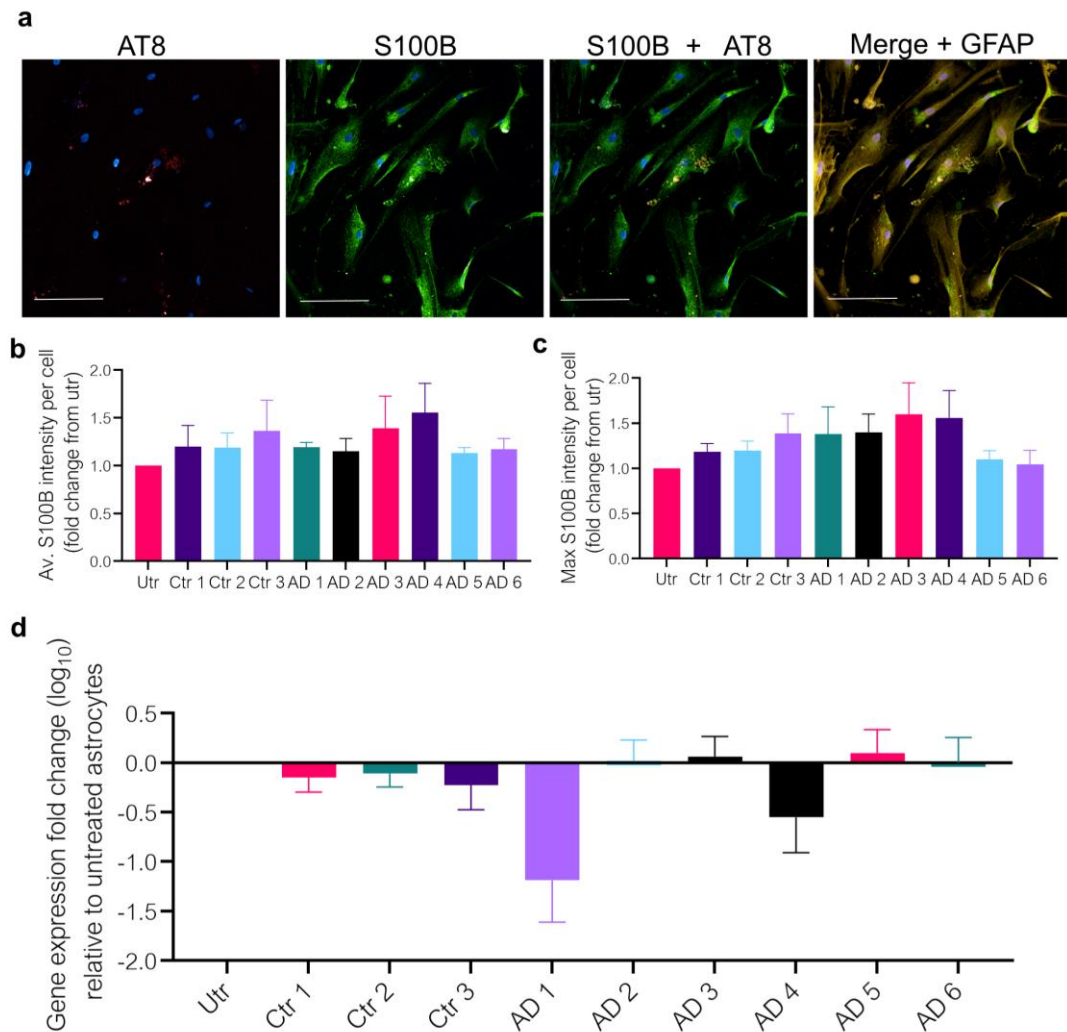 a
AT8
S100B
S100B + AT8
Merge + GFAP
b
Av. S100B intensity per cell
(fold change from utr)
2.0
1.5
1.0
0.5
0.0
Utr Ctr 1 Ctr 2 Ctr 3 AD 1 AD 2 AD 3 AD 4 AD 5 AD 6
c
Max S100B intensity per cell
(fold change from utr)
2.0
1.5
1.0
0.5
0.0
Utr Ctr 1 Ctr 2 Ctr 3 AD 1 AD 2 AD 3 AD 4 AD 5 AD 6
d
Gene expression fold change (log₁₀)
relative to untreated astrocytes
0.5
0.0
-0.5
-1.0
-1.5
-2.0
Utr Ctr 1 Ctr 2 Ctr 3 AD 1 AD 2 AD 3 AD 4 AD 5 AD 6